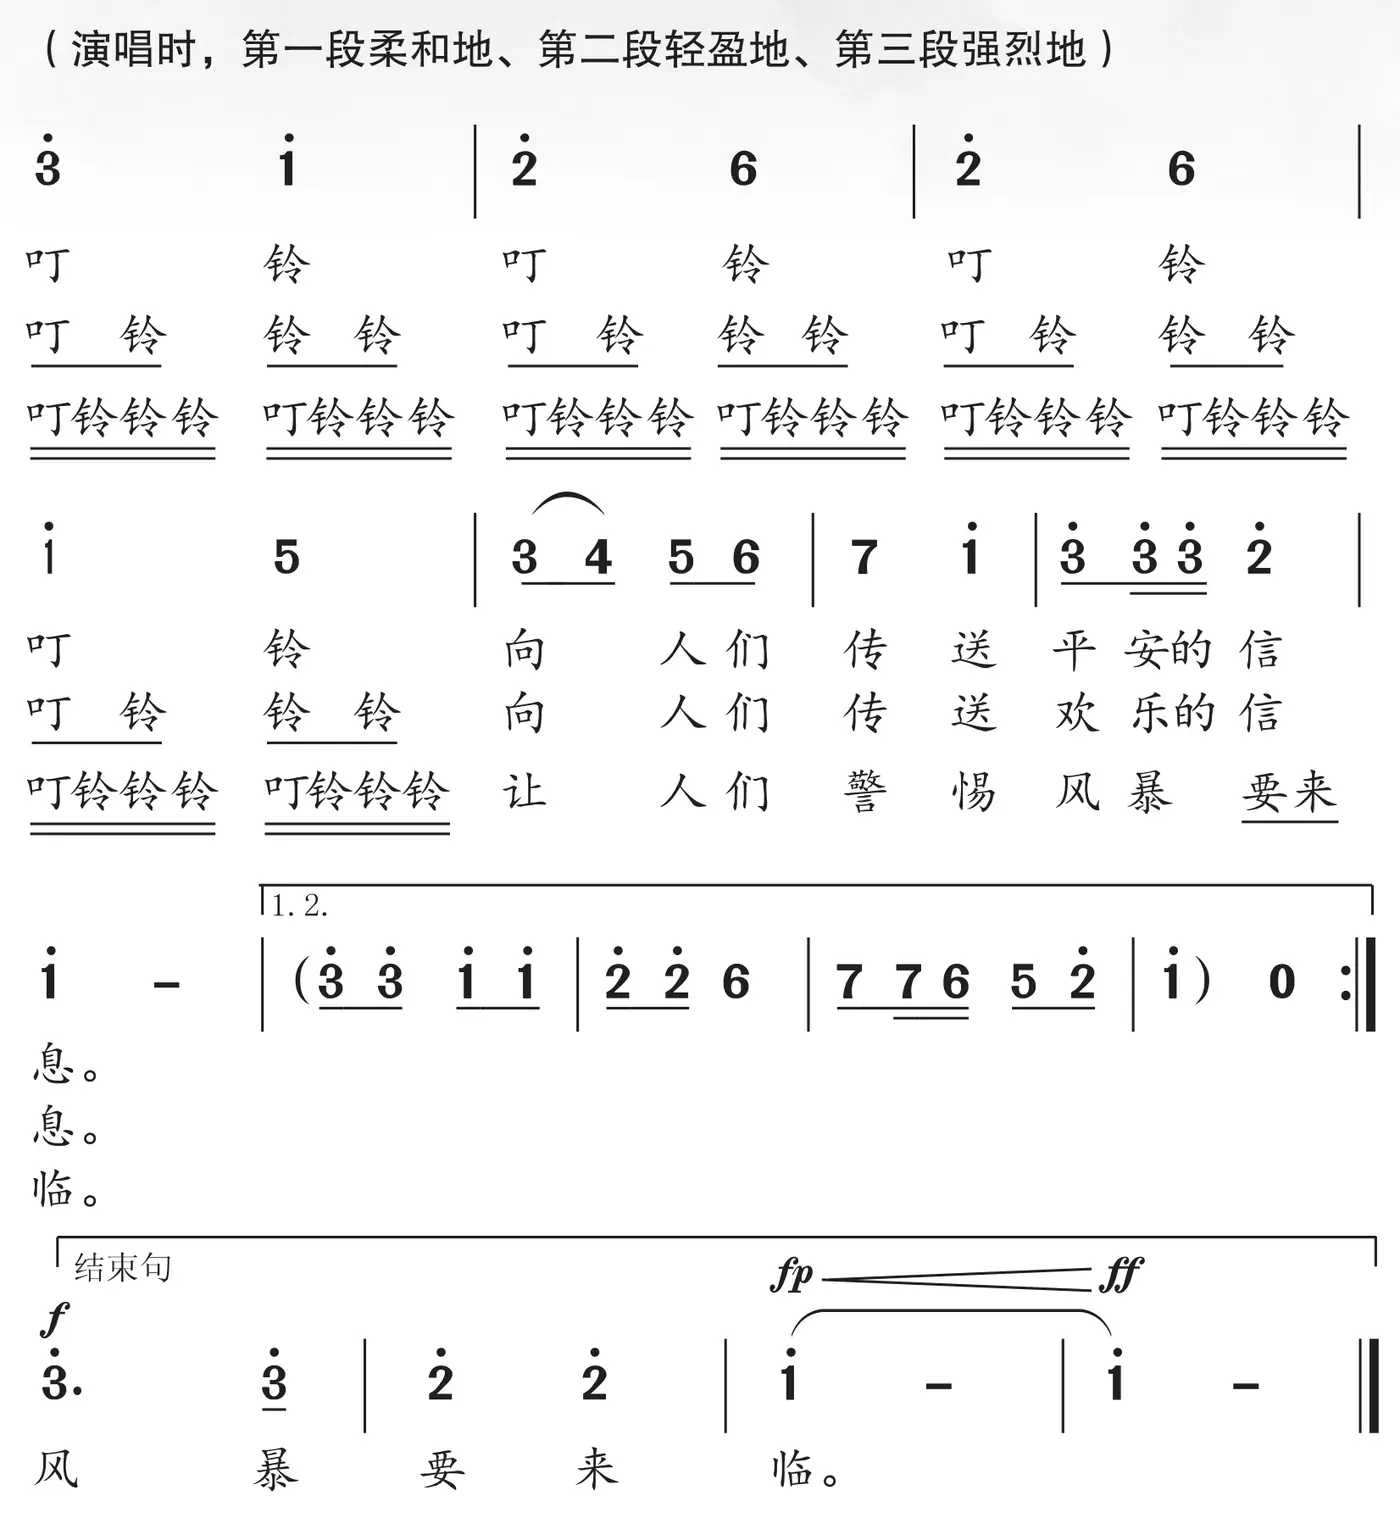 （演唱时，第一段柔和地、第二段轻盈地、第三段强烈地）
3 1 | 2 6 | 2 6 |
叮 铃 叮 铃 叮 铃
叮 铃 铃 铃 叮 铃 铃 铃 叮 铃 铃 铃
叮铃铃铃 叮铃铃铃 叮铃铃铃 叮铃铃铃 叮铃铃铃 叮铃铃铃
1 5 | 3 4 5 6 | 7 1 | 3 3 3 2 |
叮 铃 向 人 们 传 送 平 安的 信
叮 铃 铃 铃 向 人 们 传 送 欢 乐的 信
叮铃铃铃 叮铃铃铃 让 人 们 警 惕 风 暴 要来
1.2.
1 - | (3 3 1 1 | 2 2 6 | 7 7 6 5 2 | 1) 0 :|
息。
息。
临。
结束句
fp ff
f
3. 3 | 2 2 | 1 - | 1 - |
风 暴 要 来 临。